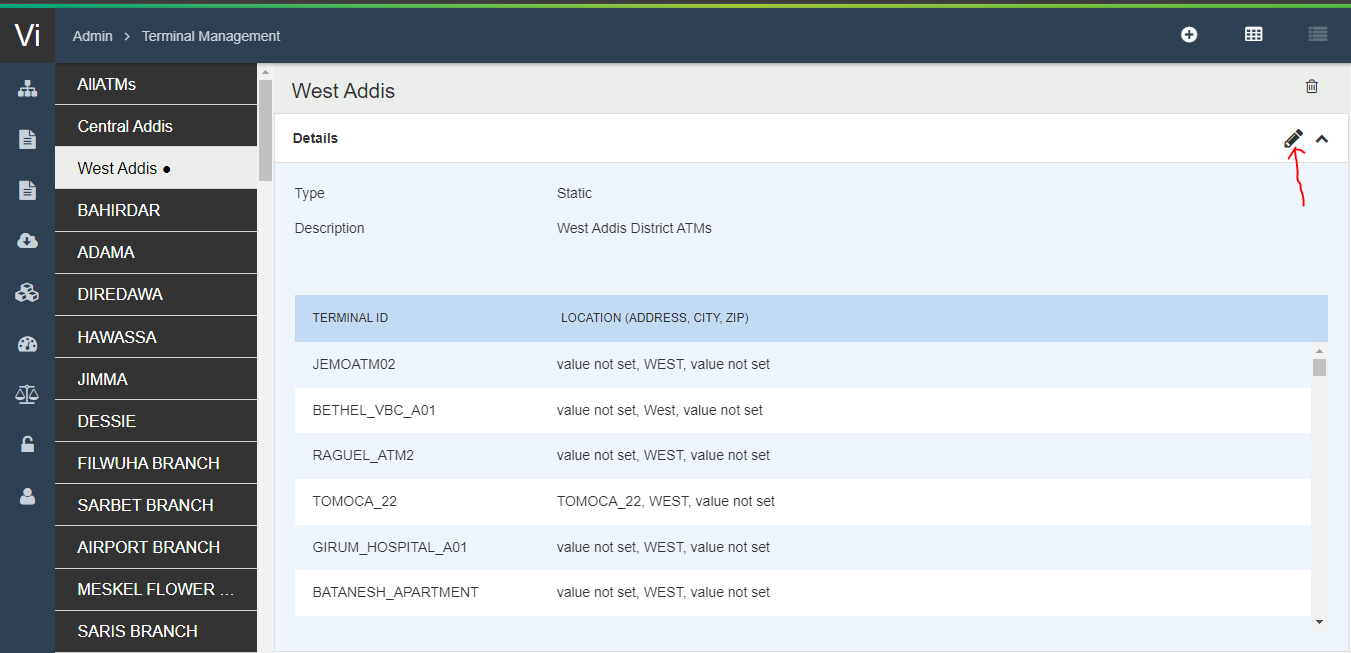 Vi
Admin > Terminal Management
AllATMs
Central Addis
West Addis ●
BAHIRDAR
ADAMA
DIREDAWA
HAWASSA
JIMMA
DESSIE
FILWUHA BRANCH
SARBET BRANCH
AIRPORT BRANCH
MESKEL FLOWER ...
SARIS BRANCH
West Addis
Details
Type Static
Description West Addis District ATMs
TERMINAL ID LOCATION (ADDRESS, CITY, ZIP)
JEMOATM02 value not set, WEST, value not set
BETHEL_VBC_A01 value not set, West, value not set
RAGUEL_ATM2 value not set, WEST, value not set
TOMOCA_22 TOMOCA_22, WEST, value not set
GIRUM_HOSPITAL_A01 value not set, WEST, value not set
BATANESH_APARTMENT value not set, WEST, value not set